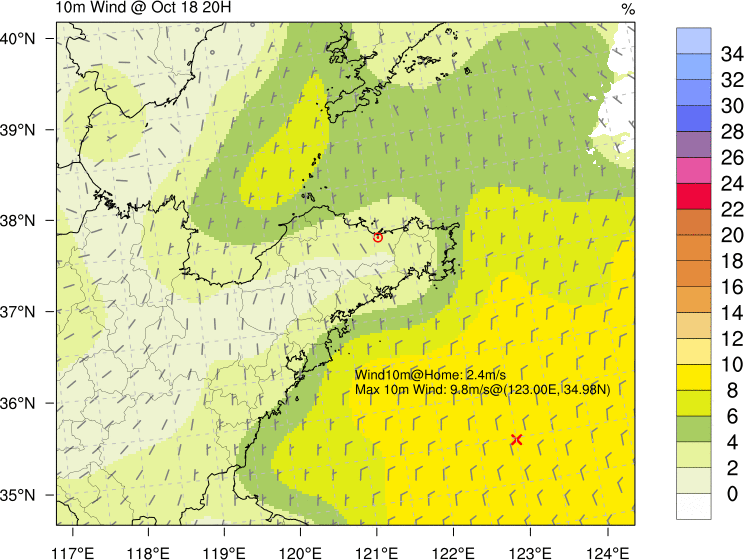 10m Wind @ Oct 18 20H
%
40°N
39°N
38°N
37°N
36°N
35°N
Wind10m@Home: 2.4m/s
Max 10m Wind: 9.8m/s@(123.00E, 34.98N)
117°E
118°E
119°E
120°E
121°E
122°E
123°E
124°E
34
32
30
28
26
24
22
20
18
16
14
12
10
8
6
4
2
0